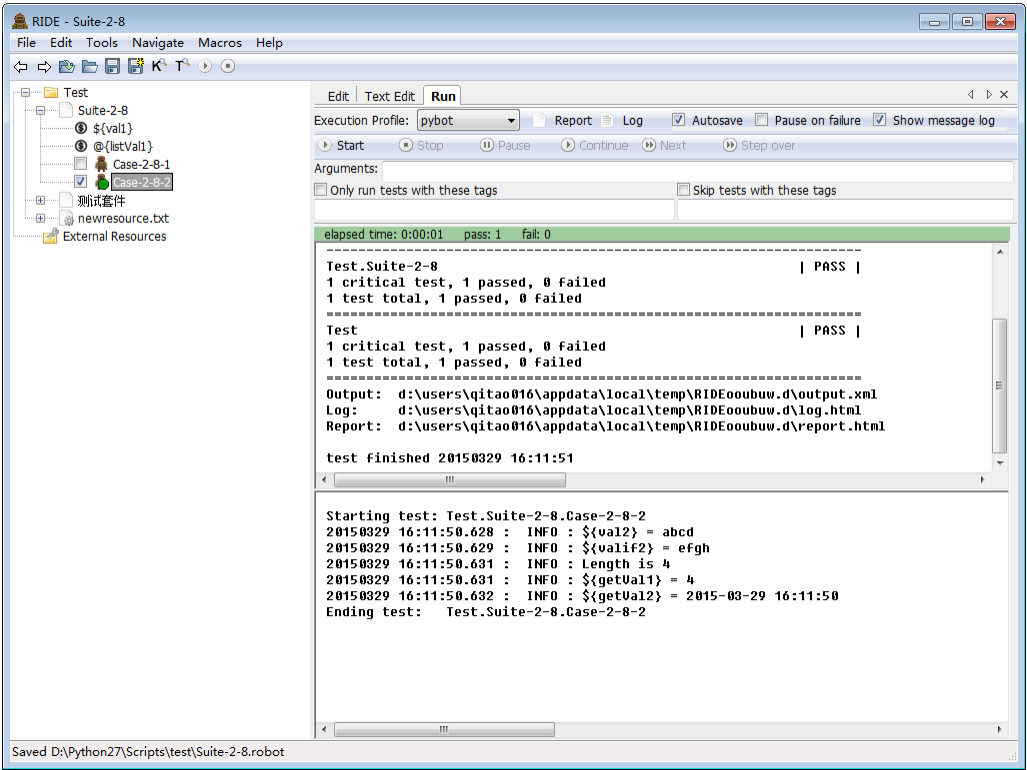 RIDE - Suite-2-8
File Edit Tools Navigate Macros Help
Test
Suite-2-8
${val1}
@{listVal1}
Case-2-8-1
Case-2-8-2
测试套件
newresource.txt
External Resources
Edit Text Edit Run
Execution Profile: pybot Report Log Autosave Pause on failure Show message log
Start Stop Pause Continue Next Step over
Arguments:
Only run tests with these tags Skip tests with these tags
elapsed time: 0:00:01 pass: 1 fail: 0
------------------------------------------------------------------------------
Test.Suite-2-8 | PASS |
1 critical test, 1 passed, 0 failed
1 test total, 1 passed, 0 failed
==============================================================================
Test | PASS |
1 critical test, 1 passed, 0 failed
1 test total, 1 passed, 0 failed
==============================================================================
Output: d:\users\qitao016\appdata\local\temp\RIDEooubuw.d\output.xml
Log: d:\users\qitao016\appdata\local\temp\RIDEooubuw.d\log.html
Report: d:\users\qitao016\appdata\local\temp\RIDEooubuw.d\report.html
test finished 20150329 16:11:51
Starting test: Test.Suite-2-8.Case-2-8-2
20150329 16:11:50.628 : INFO : ${val2} = abcd
20150329 16:11:50.629 : INFO : ${valif2} = efgh
20150329 16:11:50.631 : INFO : Length is 4
20150329 16:11:50.631 : INFO : ${getVal1} = 4
20150329 16:11:50.632 : INFO : ${getVal2} = 2015-03-29 16:11:50
Ending test: Test.Suite-2-8.Case-2-8-2
Saved D:\Python27\Scripts\test\Suite-2-8.robot